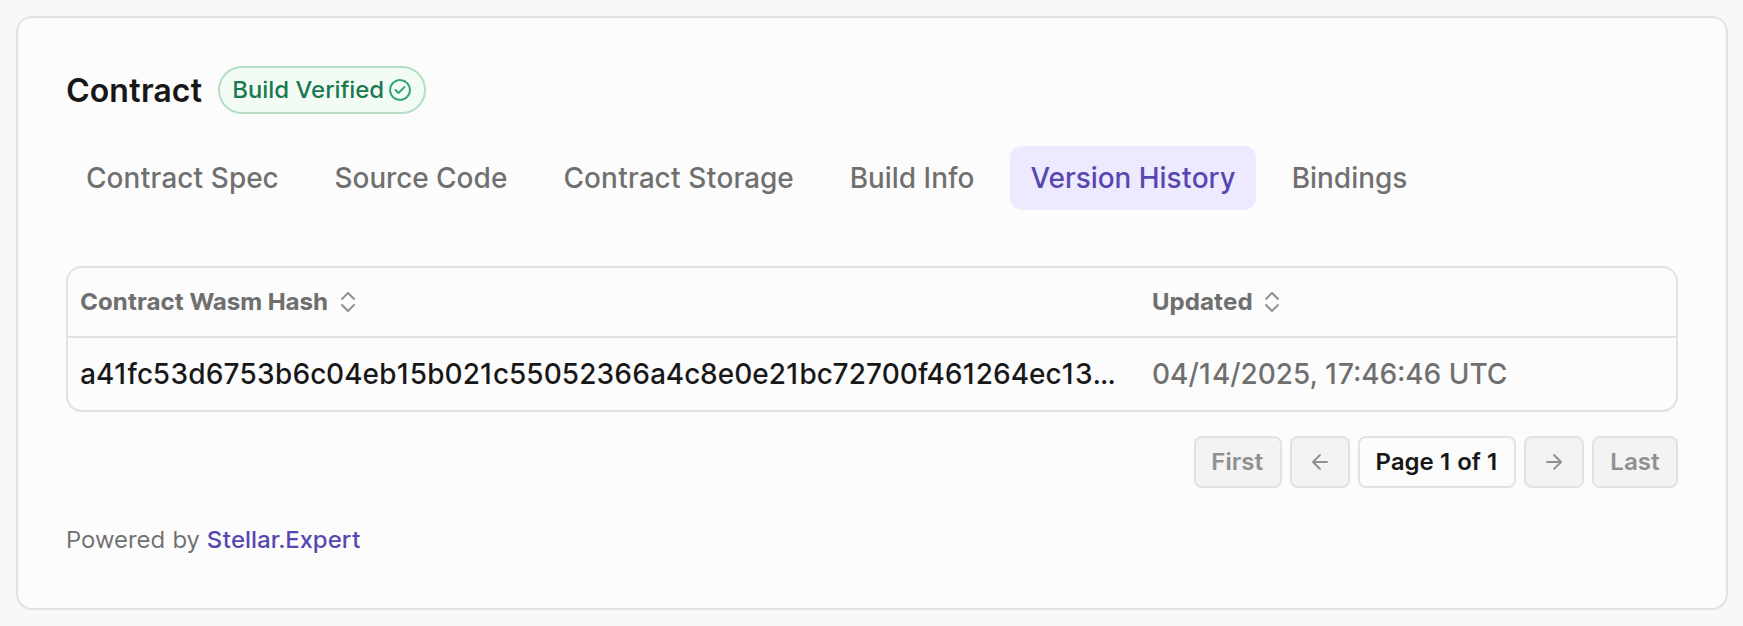 Contract Build Verified
Contract Spec Source Code Contract Storage Build Info Version History Bindings
Contract Wasm Hash Updated
a41fc53d6753b6c04eb15b021c55052366a4c8e0e21bc72700f461264ec13... 04/14/2025, 17:46:46 UTC
First Page 1 of 1 Last
Powered by Stellar.Expert